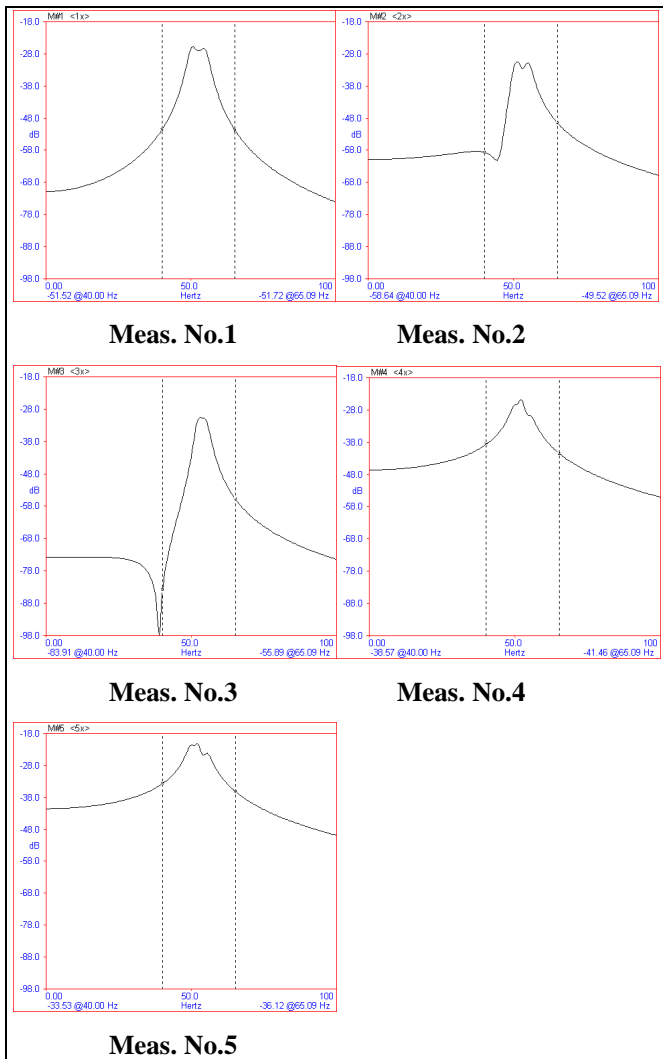 M#1 <1x>
-18.0
-28.0
-38.0
-48.0
dB
-58.0
-68.0
-78.0
-88.0
-98.0
0.00 50.0 100
-51.52 @40.00 Hz Hertz -51.72 @65.09 Hz
Meas. No.1
M#2 <2x>
-18.0
-28.0
-38.0
-48.0
dB
-58.0
-68.0
-78.0
-88.0
-98.0
0.00 50.0 100
-58.64 @40.00 Hz Hertz -49.52 @65.09 Hz
Meas. No.2
M#3 <3x>
-18.0
-28.0
-38.0
-48.0
dB
-58.0
-68.0
-78.0
-88.0
-98.0
0.00 50.0 100
-83.91 @40.00 Hz Hertz -55.89 @65.09 Hz
Meas. No.3
M#4 <4x>
-18.0
-28.0
-38.0
-48.0
dB
-58.0
-68.0
-78.0
-88.0
-98.0
0.00 50.0 100
-38.57 @40.00 Hz Hertz -41.46 @65.09 Hz
Meas. No.4
M#5 <5x>
-18.0
-28.0
-38.0
-48.0
dB
-58.0
-68.0
-78.0
-88.0
-98.0
0.00 50.0 100
-33.53 @40.00 Hz Hertz -36.12 @65.09 Hz
Meas. No.5